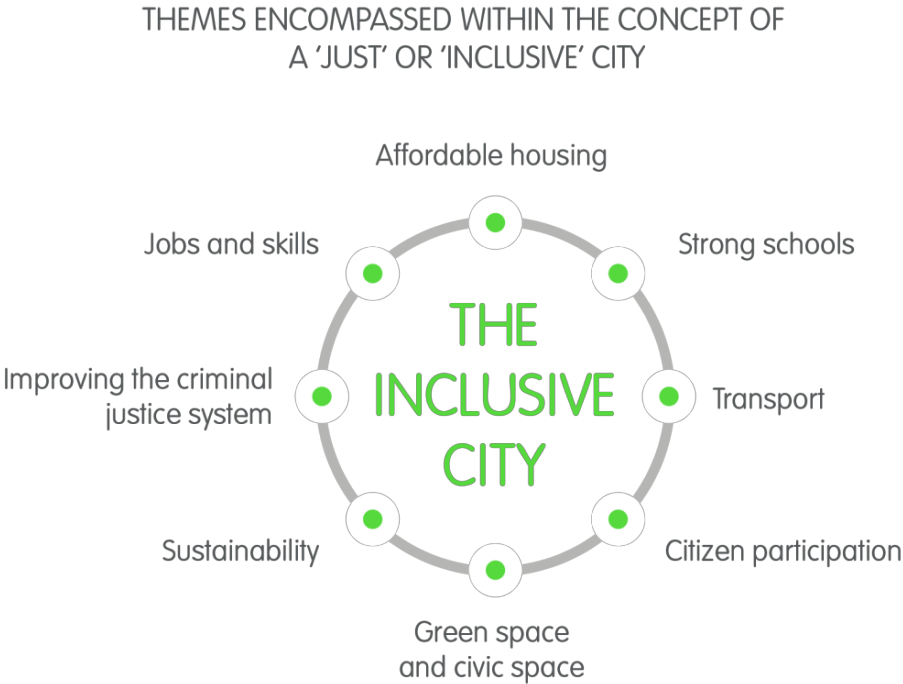 THEMES ENCOMPASSED WITHIN THE CONCEPT OF
A ‘JUST’ OR ‘INCLUSIVE’ CITY
Affordable housing
Jobs and skills
Strong schools
THE
INCLUSIVE
CITY
Improving the criminal
justice system
Transport
Sustainability
Citizen participation
Green space
and civic space